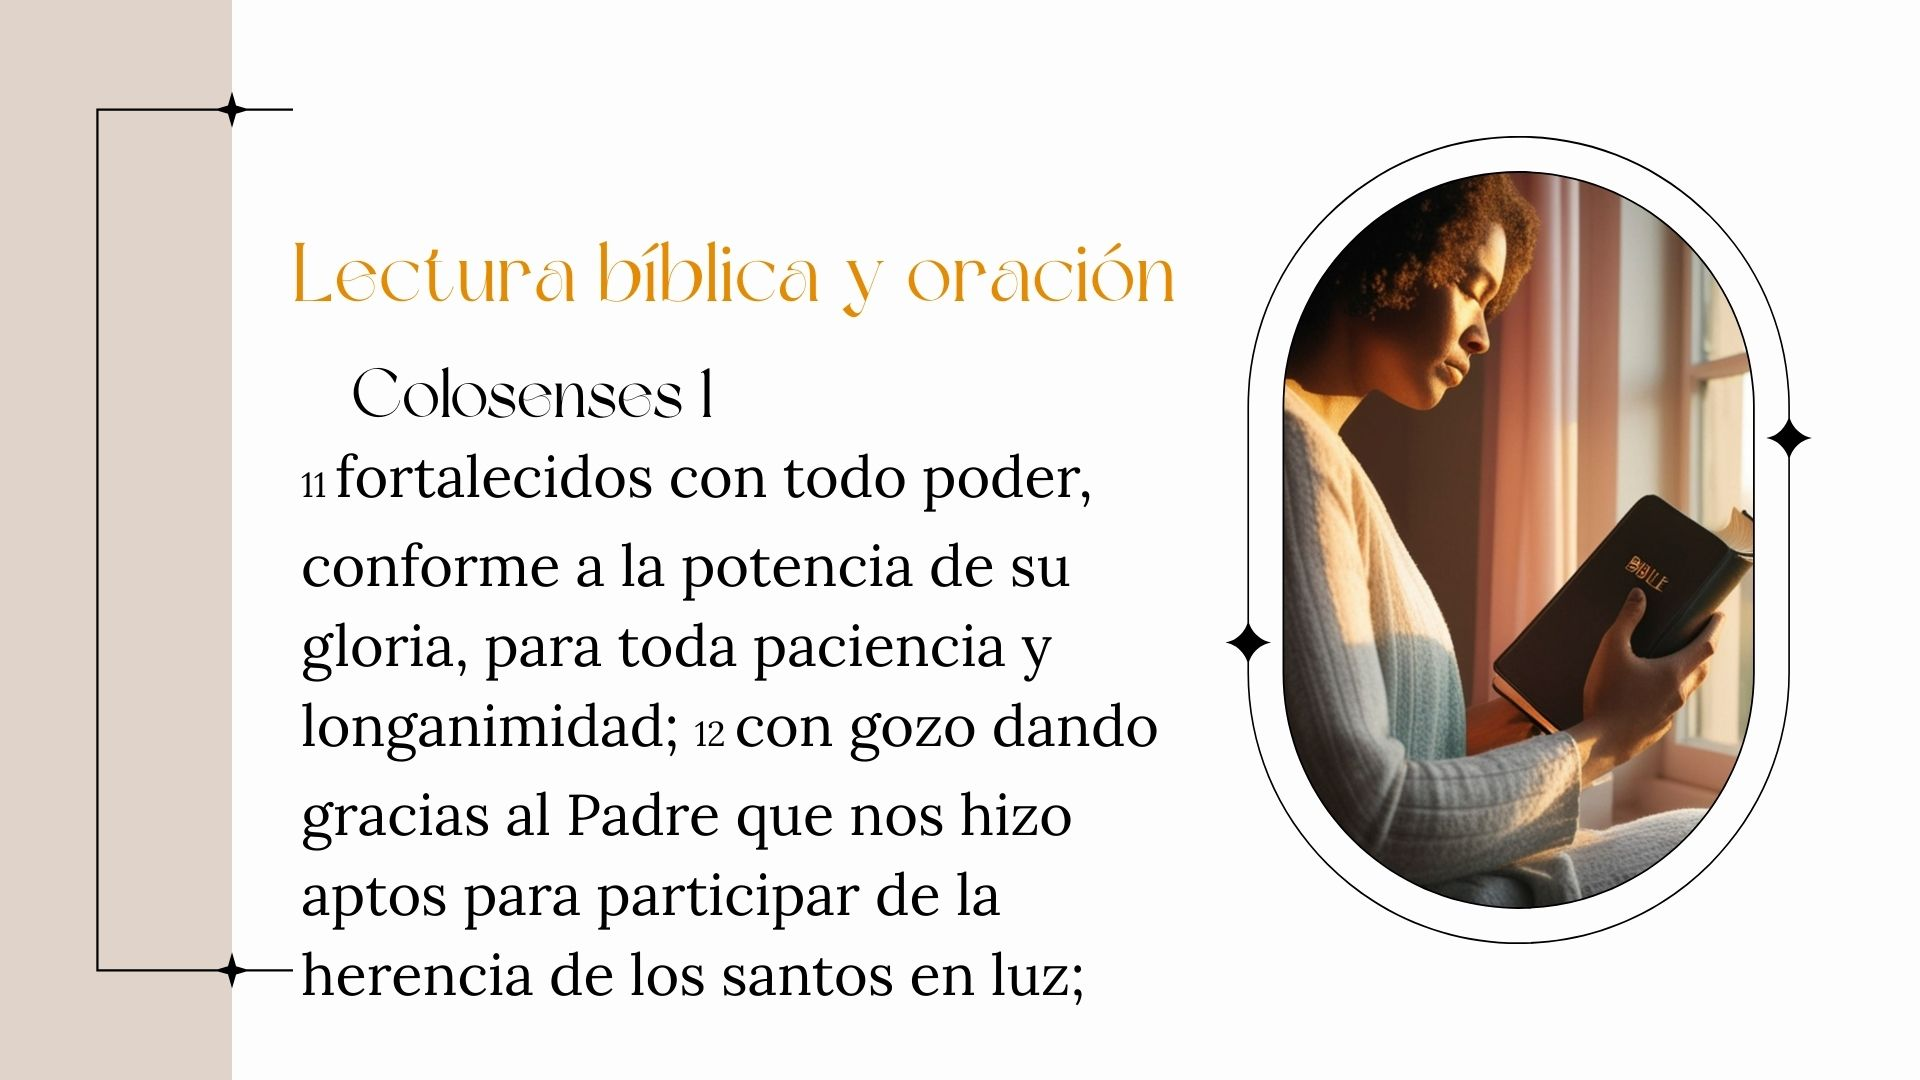 Lectura bíblica y oración
Colosenses 1
11 fortalecidos con todo poder,
conforme a la potencia de su
gloria, para toda paciencia y
longanimidad; 12 con gozo dando
gracias al Padre que nos hizo
aptos para participar de la
herencia de los santos en luz;
BIBLE